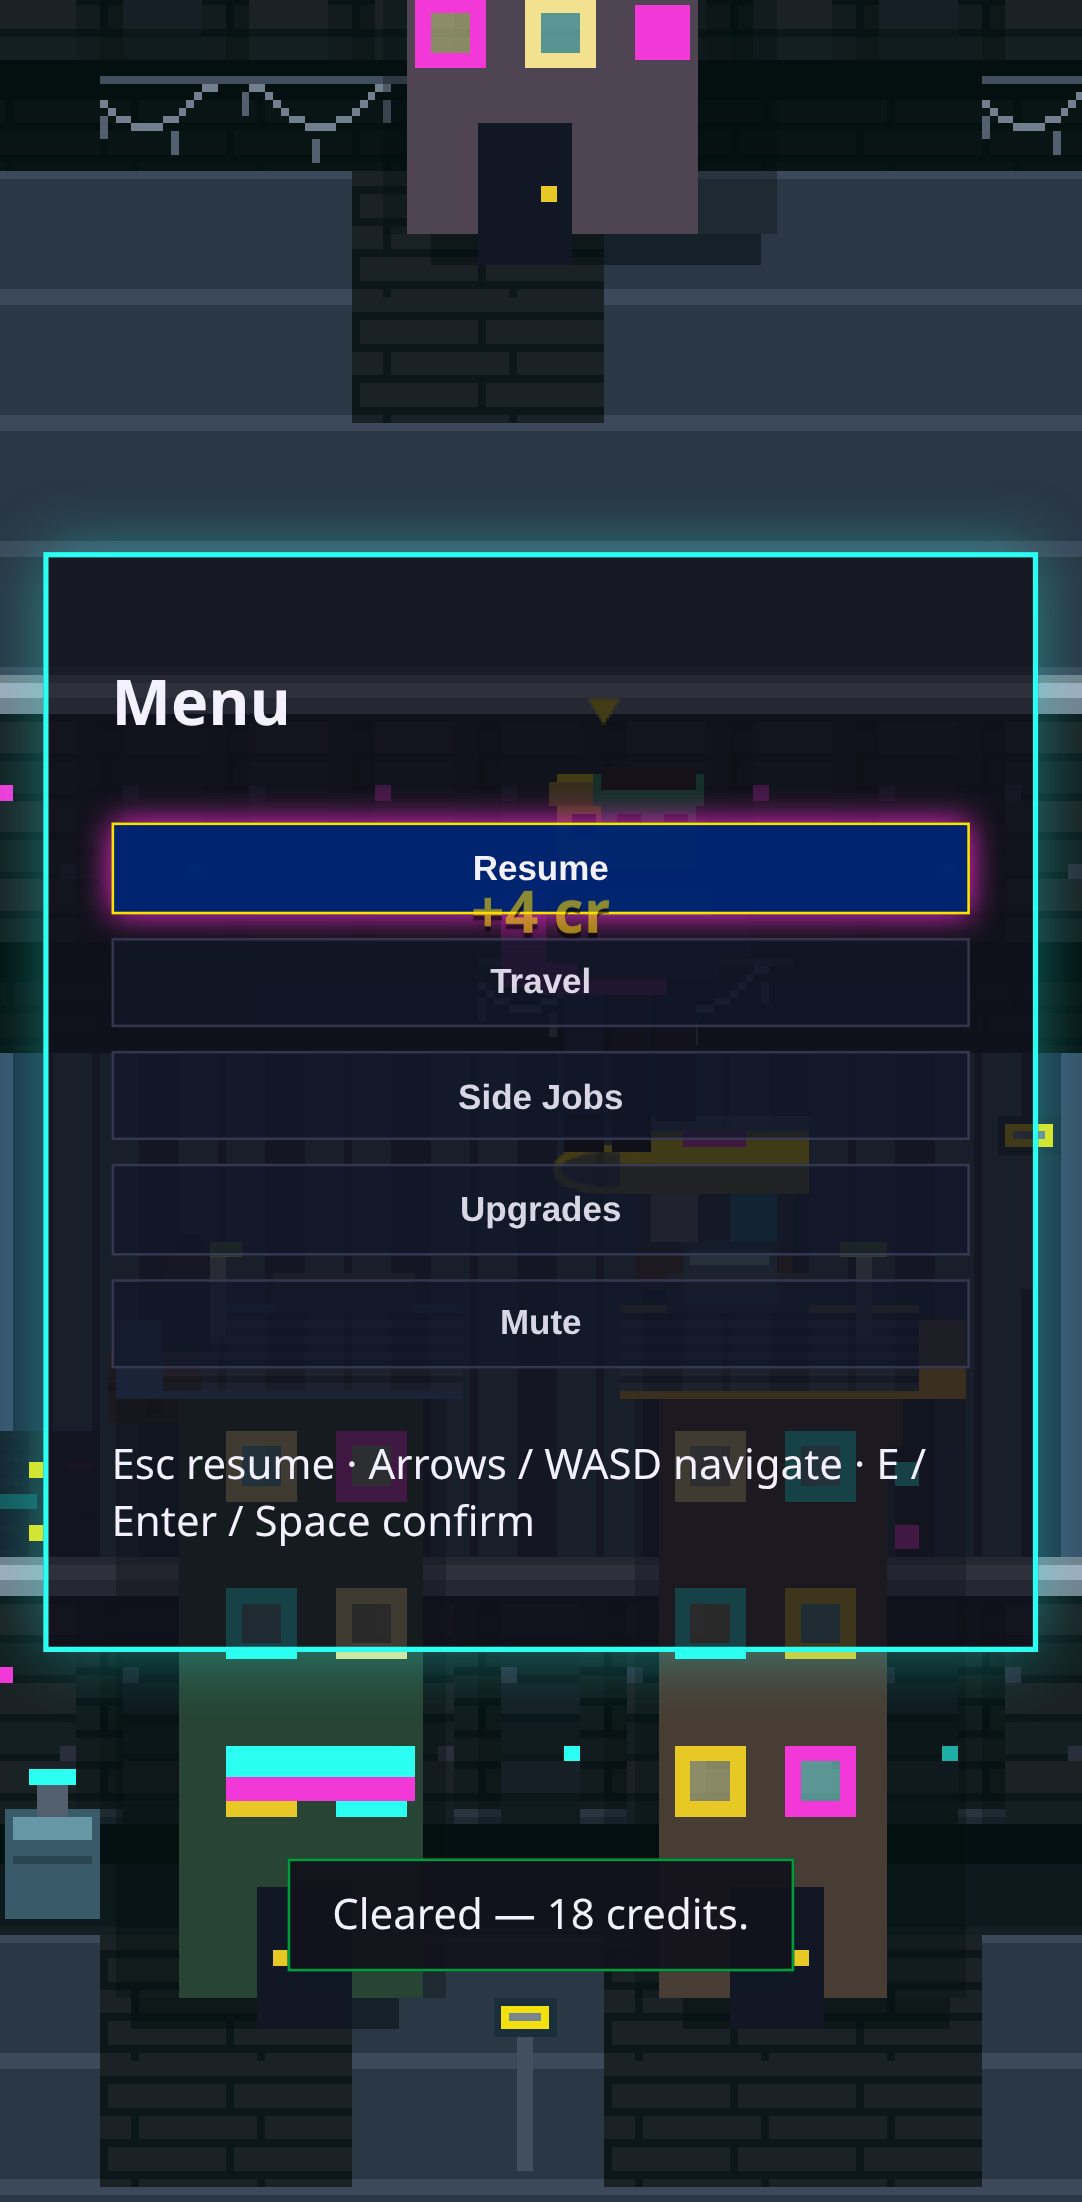 Menu
Resume
+4 cr
Travel
Side Jobs
Upgrades
Mute
Esc resume · Arrows / WASD navigate · E /
Enter / Space confirm
Cleared — 18 credits.